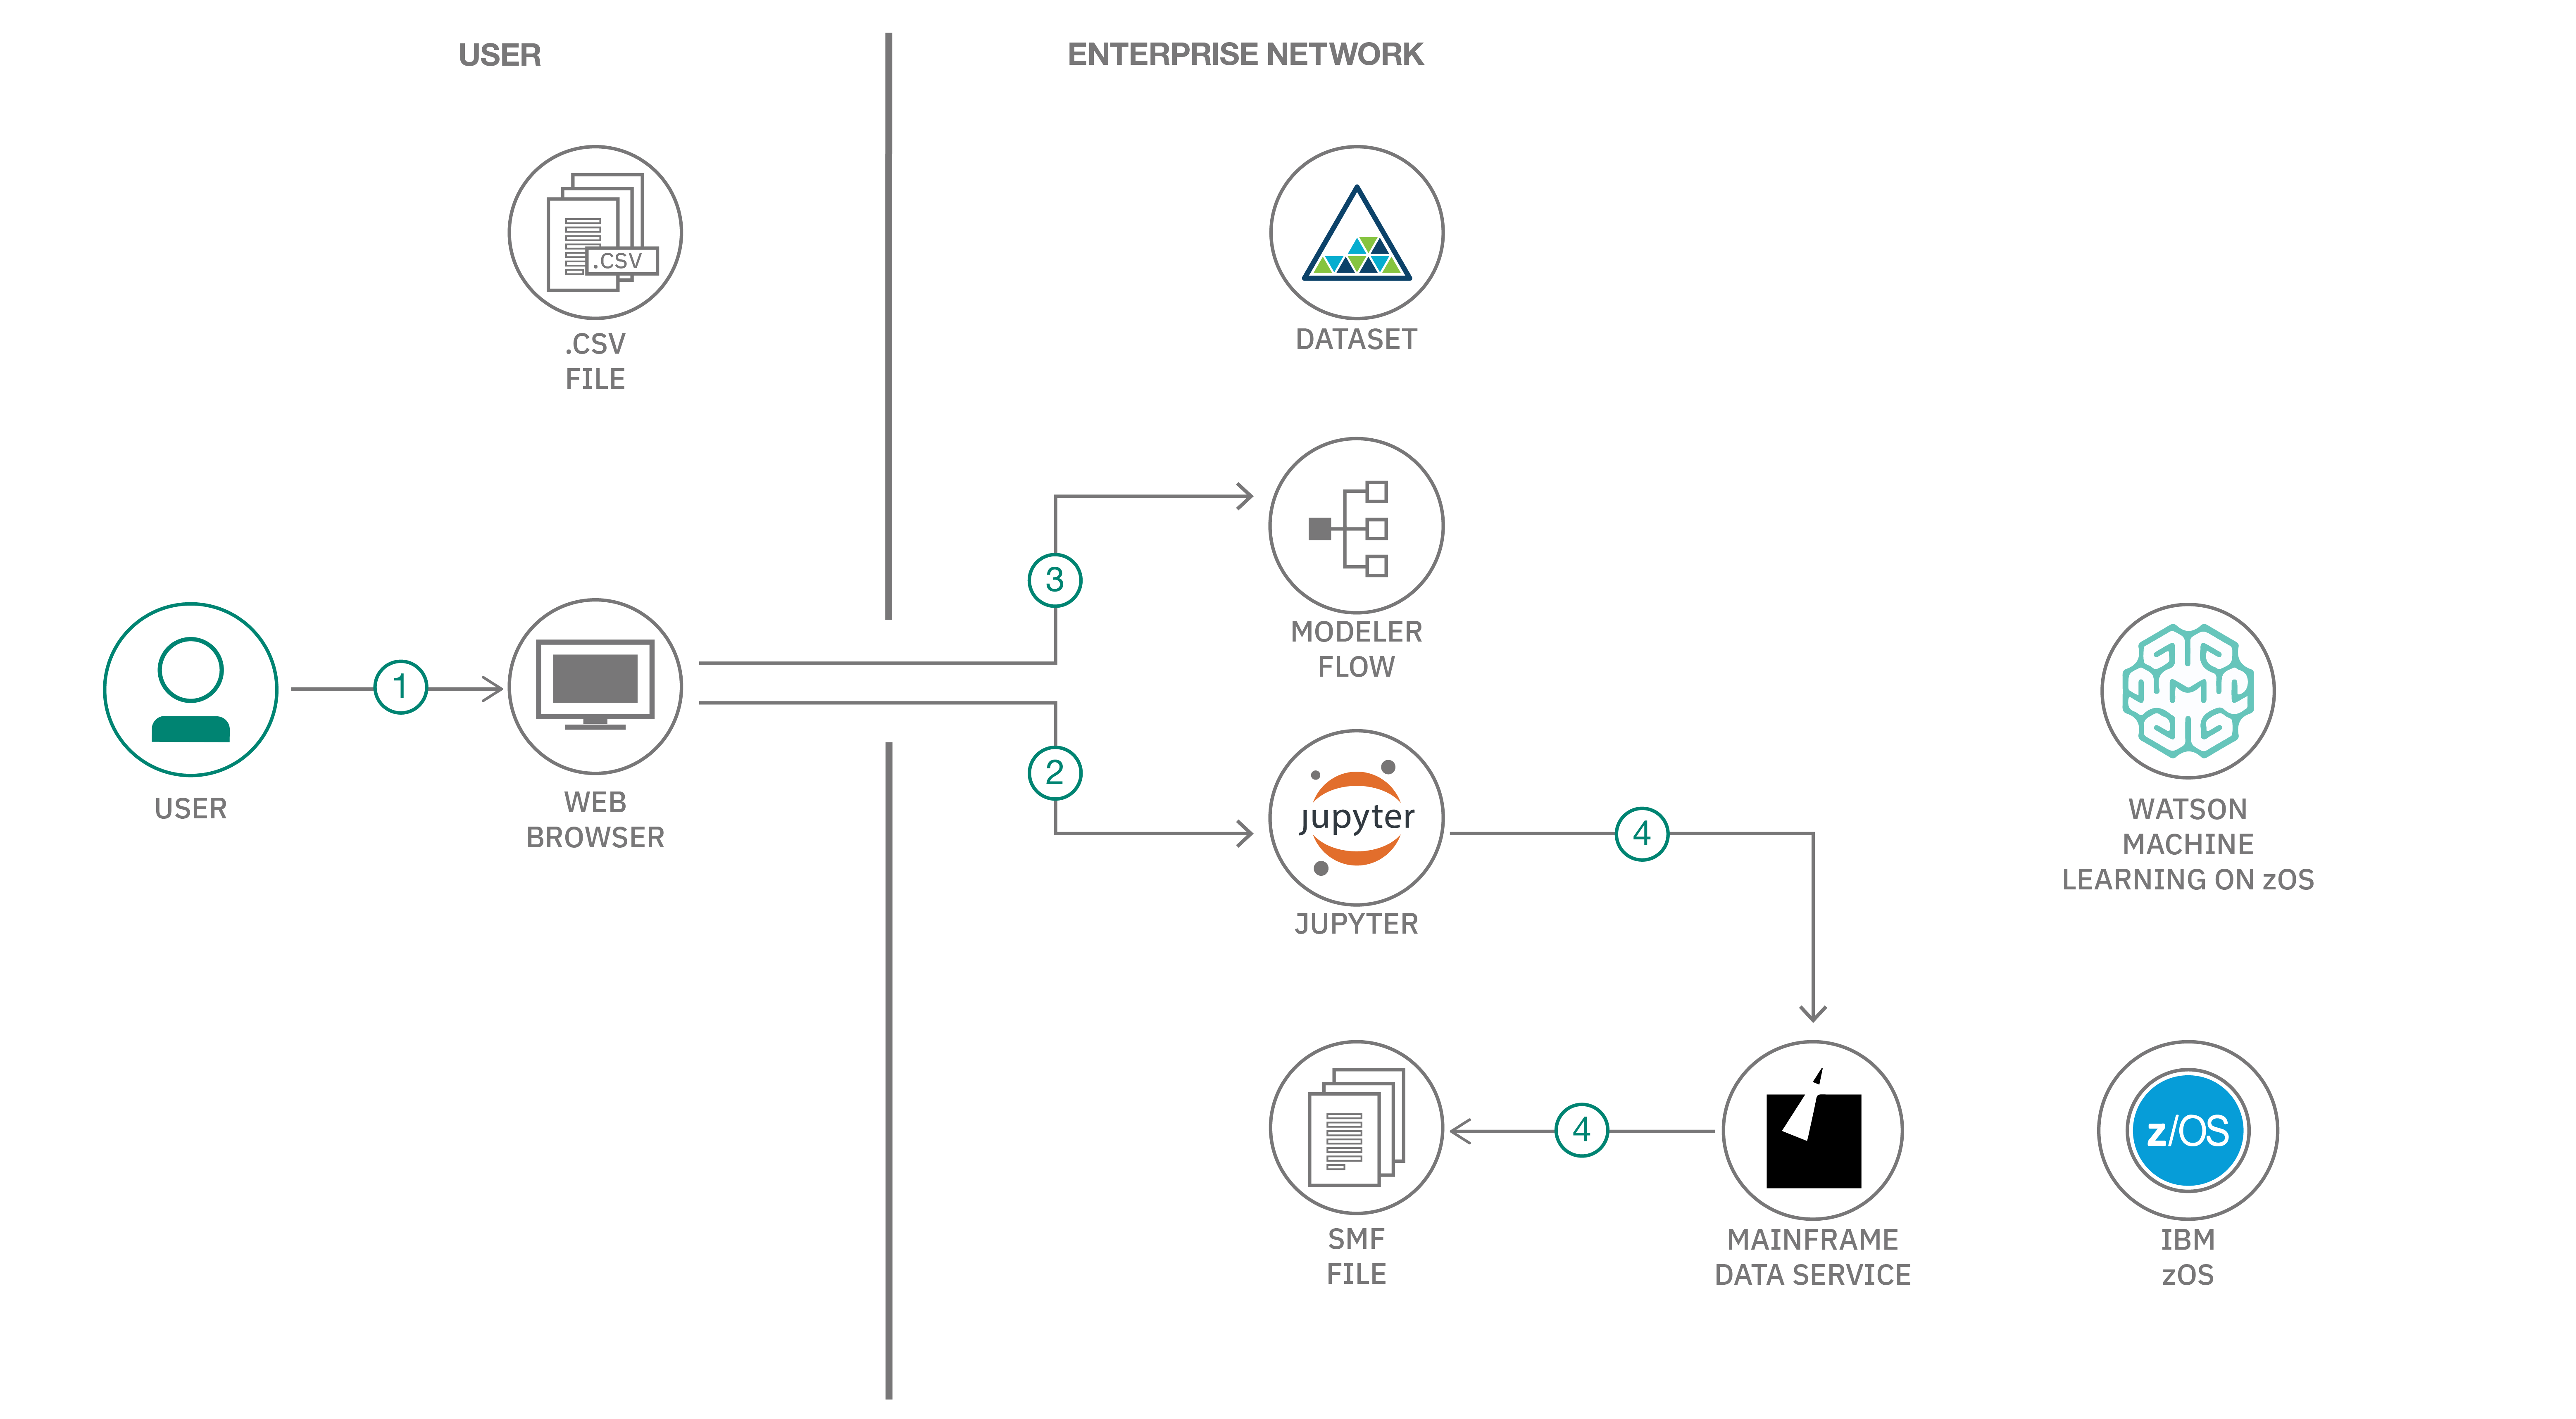 USER
ENTERPRISE NETWORK
.CSV
.CSV
FILE
DATASET
3
MODELER
FLOW
1
USER
WEB
BROWSER
2
jupyter
JUPYTER
4
WATSON
MACHINE
LEARNING ON zOS
SMF
FILE
4
MAINFRAME
DATA SERVICE
z/OS
IBM
zOS